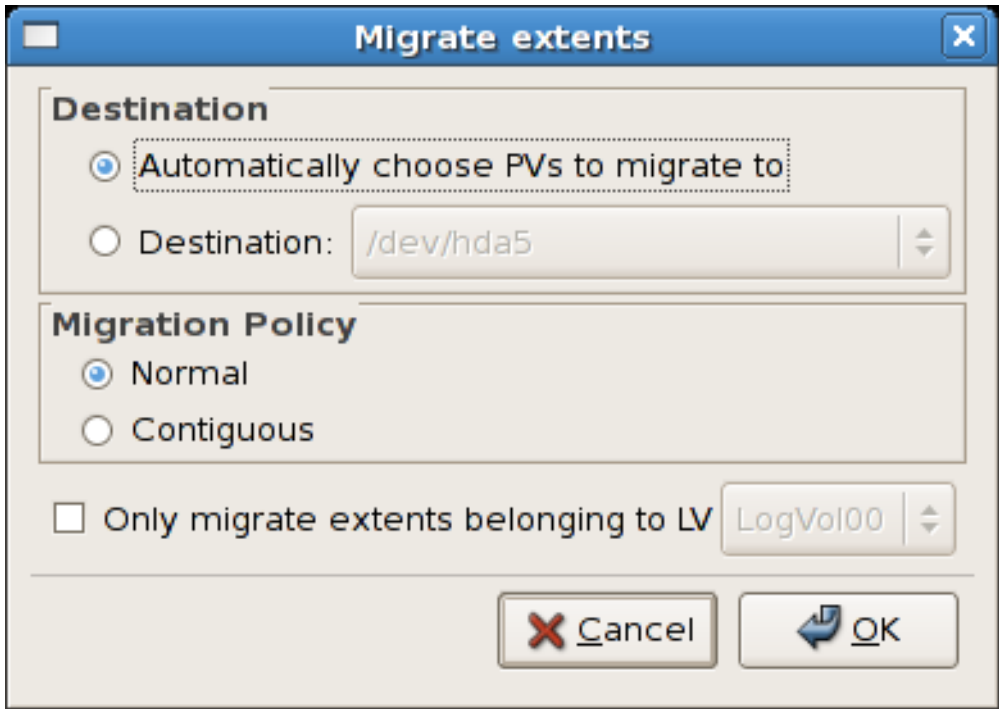 Migrate extents
Destination
Automatically choose PVs to migrate to
Destination: /dev/hda5
Migration Policy
Normal
Contiguous
Only migrate extents belonging to LV LogVol00
Cancel OK